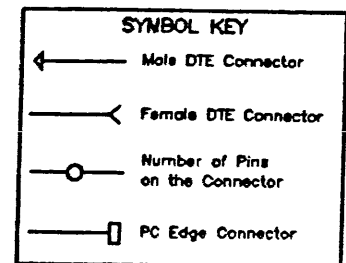 SYMBOL KEY
Male DTE Connector
Female DTE Connector
Number of Pins
on the Connector
PC Edge Connector